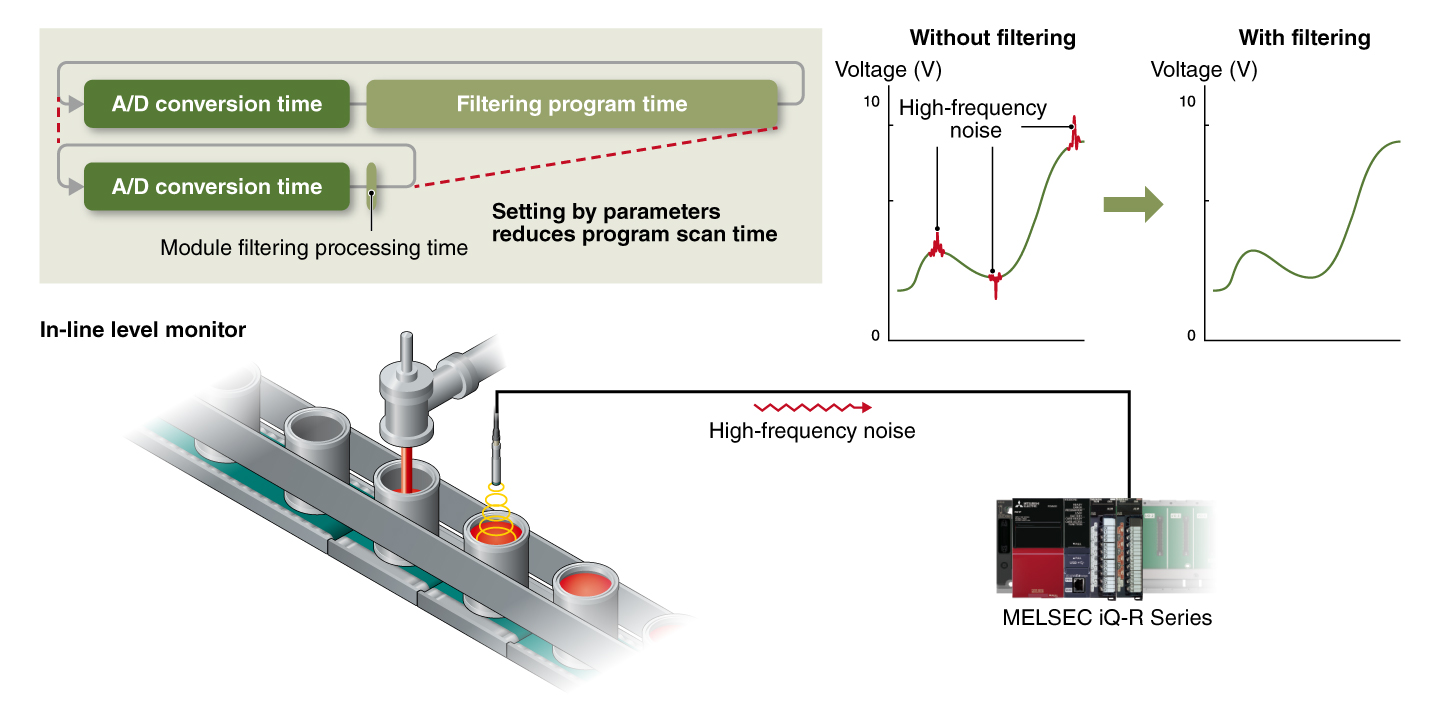 A/D conversion time
Filtering program time
A/D conversion time
Module filtering processing time
Setting by parameters
reduces program scan time
Without filtering
Voltage (V)
10
High-frequency
noise
0
With filtering
Voltage (V)
10
0
In-line level monitor
High-frequency noise
MITSUBISHI
ELECTRIC
MELSEC iQ-R Series